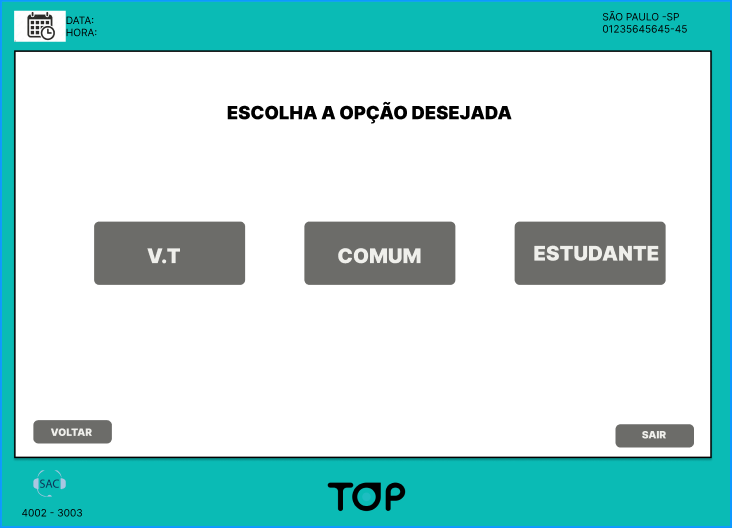 DATA:
HORA:
SÃO PAULO -SP
01235645645-45
ESCOLHA A OPÇÃO DESEJADA
V.T
COMUM
ESTUDANTE
VOLTAR
SAIR
SAC
4002 - 3003
TOP